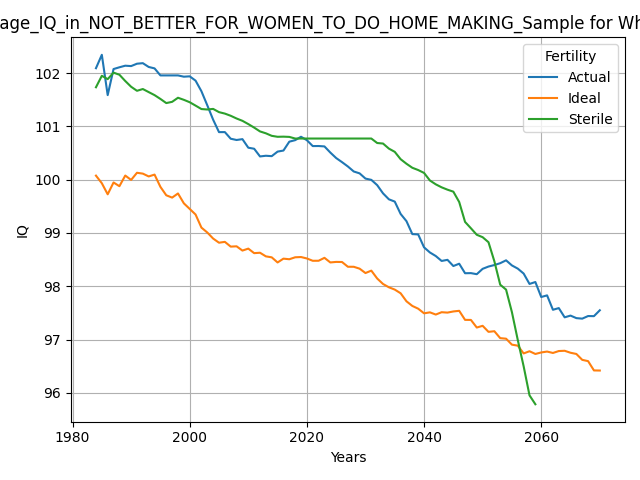 age_IQ_in_NOT_BETTER_FOR_WOMEN_TO_DO_HOME_MAKING_Sample for Wh
Fertility
Actual
Ideal
Sterile
IQ
102
101
100
99
98
97
96
1980
2000
2020
2040
2060
Years